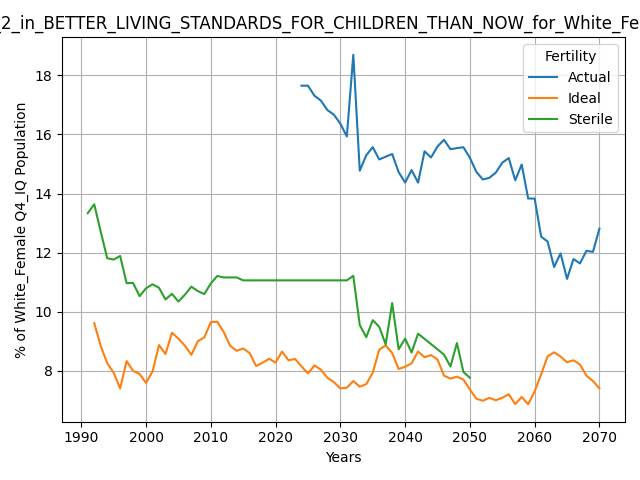 _2_in_BETTER_LIVING_STANDARDS_FOR_CHILDREN_THAN_NOW_for_White_Fe
Fertility
Actual
Ideal
Sterile
% of White_Female Q4_IQ Population
18
16
14
12
10
8
1990 2000 2010 2020 2030 2040 2050 2060 2070
Years